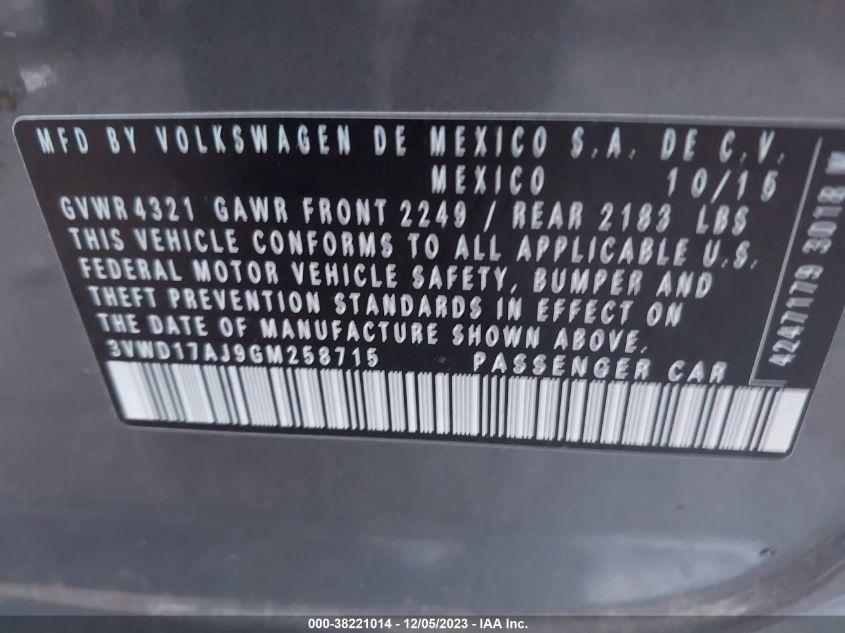 MFD BY VOLKSWAGEN DE MEXICO S.A. DE C.V.
MEXICO 10/15
GVWR4321 GAWR FRONT 2249 / REAR 2183 LBS
THIS VEHICLE CONFORMS TO ALL APPLICABLE U.S.
FEDERAL MOTOR VEHICLE SAFETY, BUMPER AND
THEFT PREVENTION STANDARDS IN EFFECT ON
THE DATE OF MANUFACTURE SHOWN ABOVE.
3VWD17AJ9GM258715 PASSENGER CAR
4247179 3018 W
000-38221014 - 12/05/2023 - IAA Inc.